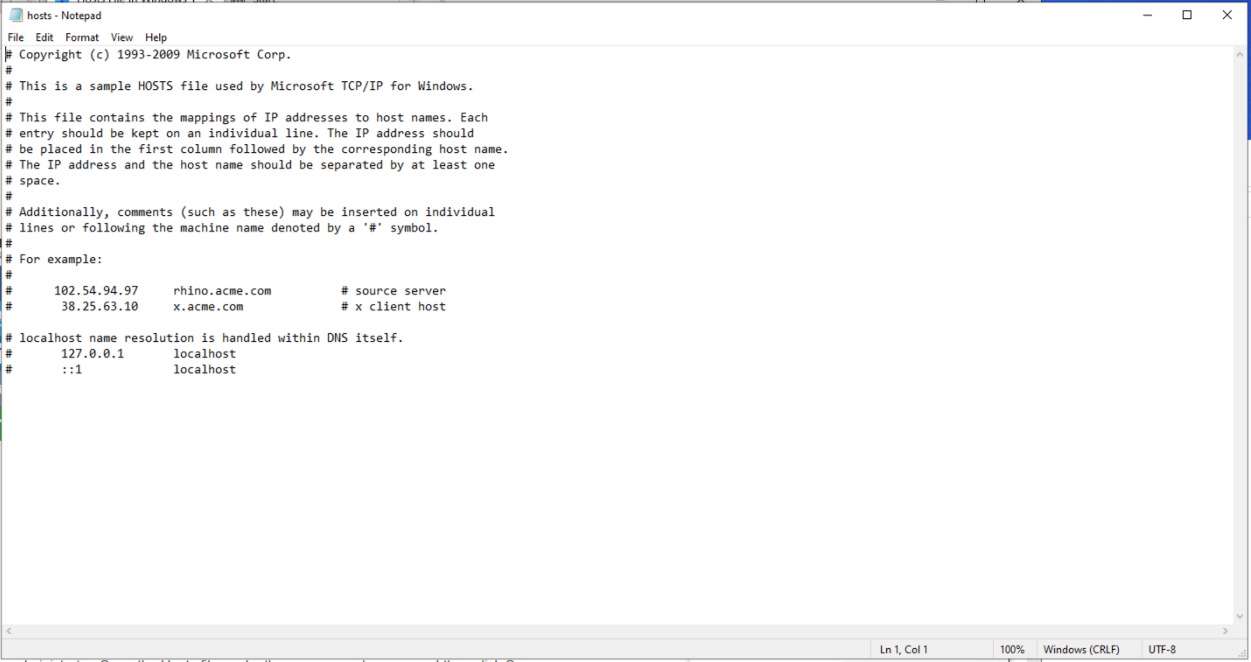 hosts - Notepad
File Edit Format View Help
# Copyright (c) 1993-2009 Microsoft Corp.
#
# This is a sample HOSTS file used by Microsoft TCP/IP for Windows.
#
# This file contains the mappings of IP addresses to host names. Each
# entry should be kept on an individual line. The IP address should
# be placed in the first column followed by the corresponding host name.
# The IP address and the host name should be separated by at least one
# space.
#
# Additionally, comments (such as these) may be inserted on individual
# lines or following the machine name denoted by a '#' symbol.
#
# For example:
#
#      102.54.94.97     rhino.acme.com          # source server
#       38.25.63.10     x.acme.com              # x client host

# localhost name resolution is handled within DNS itself.
#       127.0.0.1       localhost
#       ::1             localhost
Ln 1, Col 1 100% Windows (CRLF) UTF-8